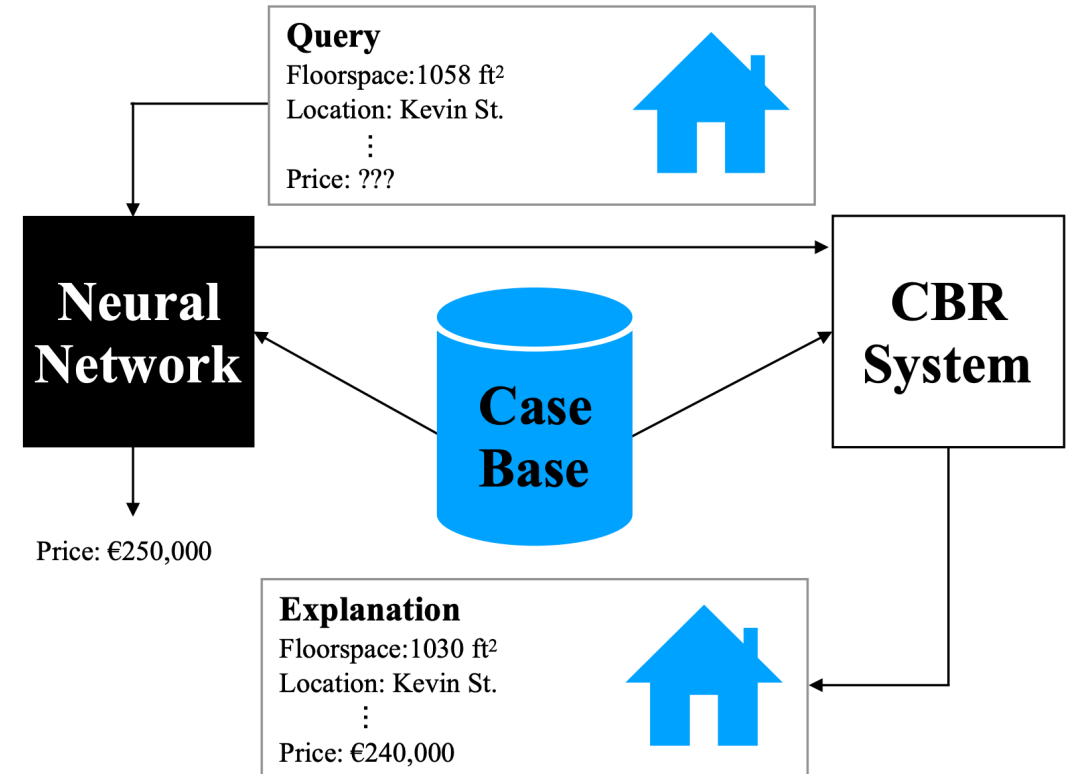 Query
Floorspace:1058 ft²
Location: Kevin St.
⋮
Price: ???
Neural
Network
CBR
System
Case
Base
Price: €250,000
Explanation
Floorspace:1030 ft²
Location: Kevin St.
⋮
Price: €240,000